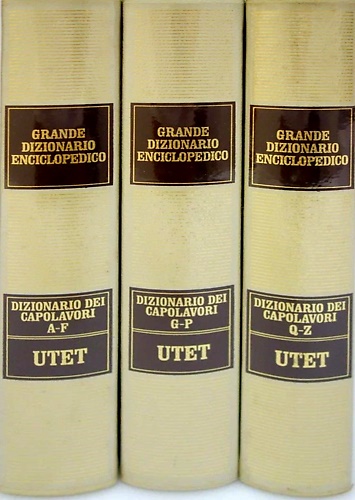 GRANDE
DIZIONARIO
ENCICLOPEDICO
DIZIONARIO DEI
CAPOLAVORI
A-F
UTET
GRANDE
DIZIONARIO
ENCICLOPEDICO
DIZIONARIO DEI
CAPOLAVORI
G-P
UTET
GRANDE
DIZIONARIO
ENCICLOPEDICO
DIZIONARIO DEI
CAPOLAVORI
Q-Z
UTET